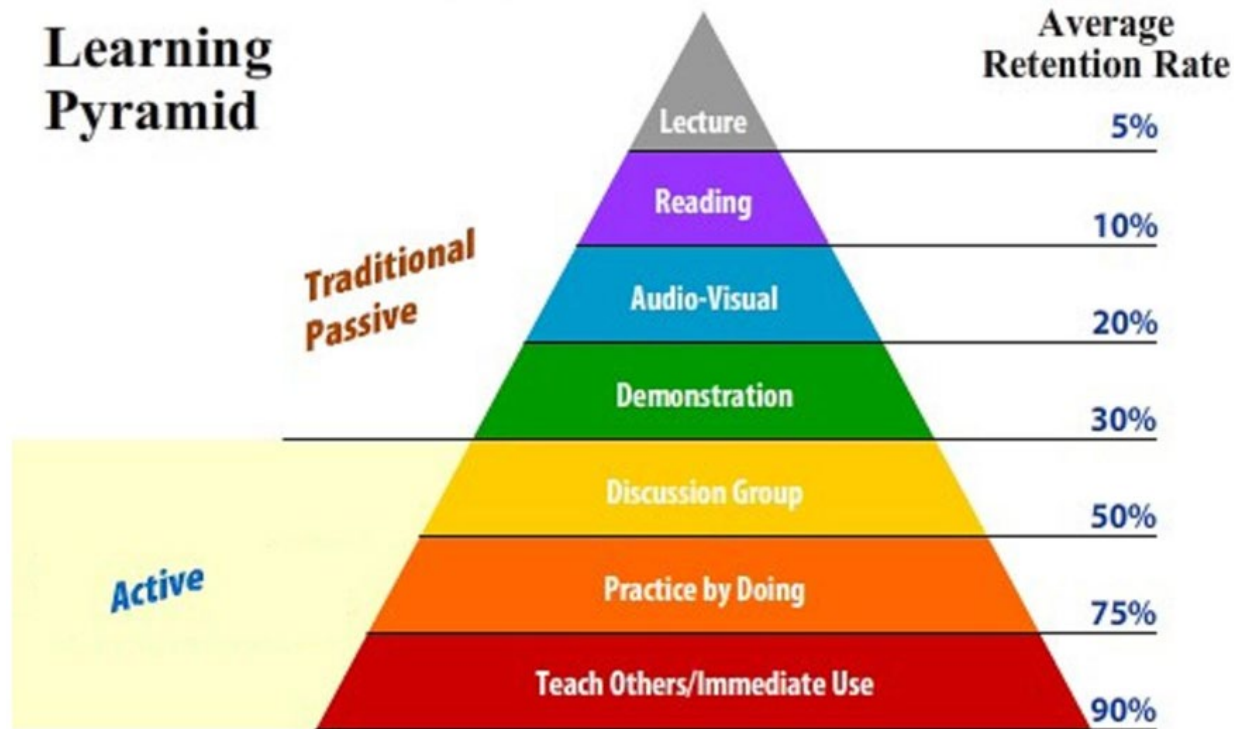 Learning
Pyramid
Average
Retention Rate
Lecture
5%
Reading
10%
Traditional
Passive
Audio-Visual
20%
Demonstration
30%
Discussion Group
50%
Active
Practice by Doing
75%
Teach Others/Immediate Use
90%